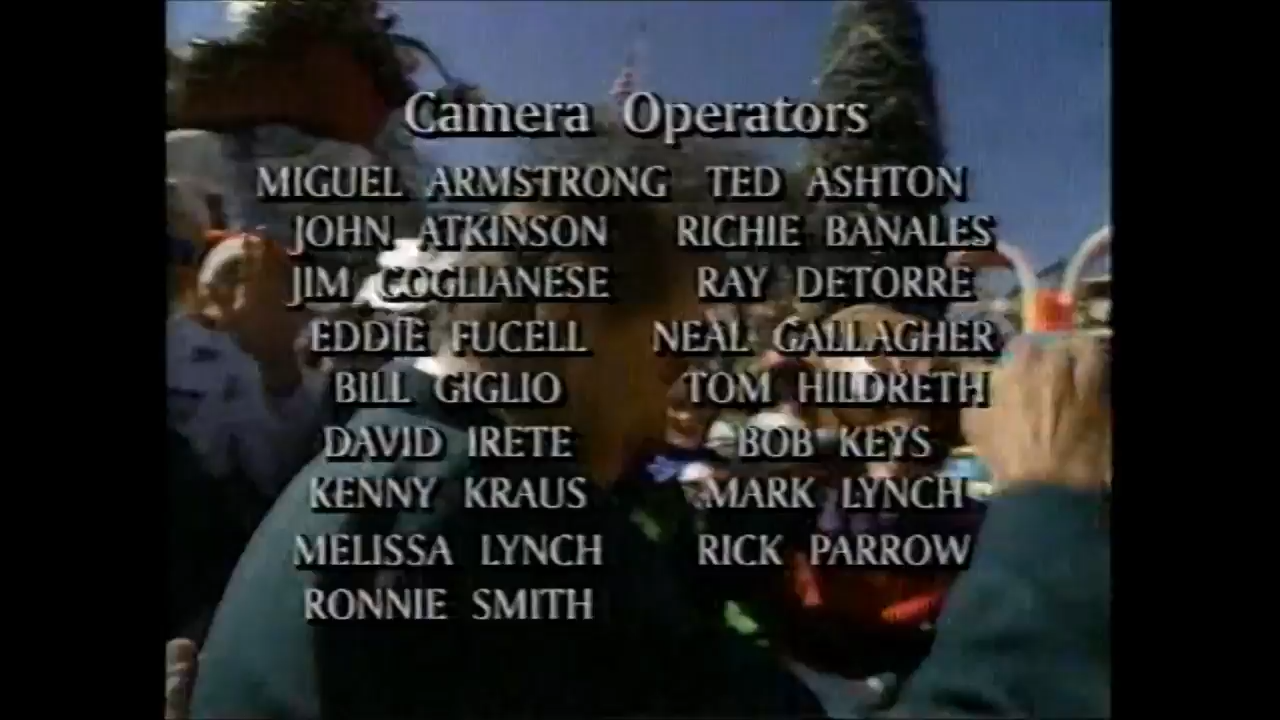 Camera Operators
MIGUEL ARMSTRONG TED ASHTON
JOHN ATKINSON RICHIE BANALES
JIM COGLIANESE RAY DETORRE
EDDIE FUCELL NEAL GALLAGHER
BILL GIGLIO TOM HILDRETH
DAVID IRETE BOB KEYS
KENNY KRAUS MARK LYNCH
MELISSA LYNCH RICK PARROW
RONNIE SMITH